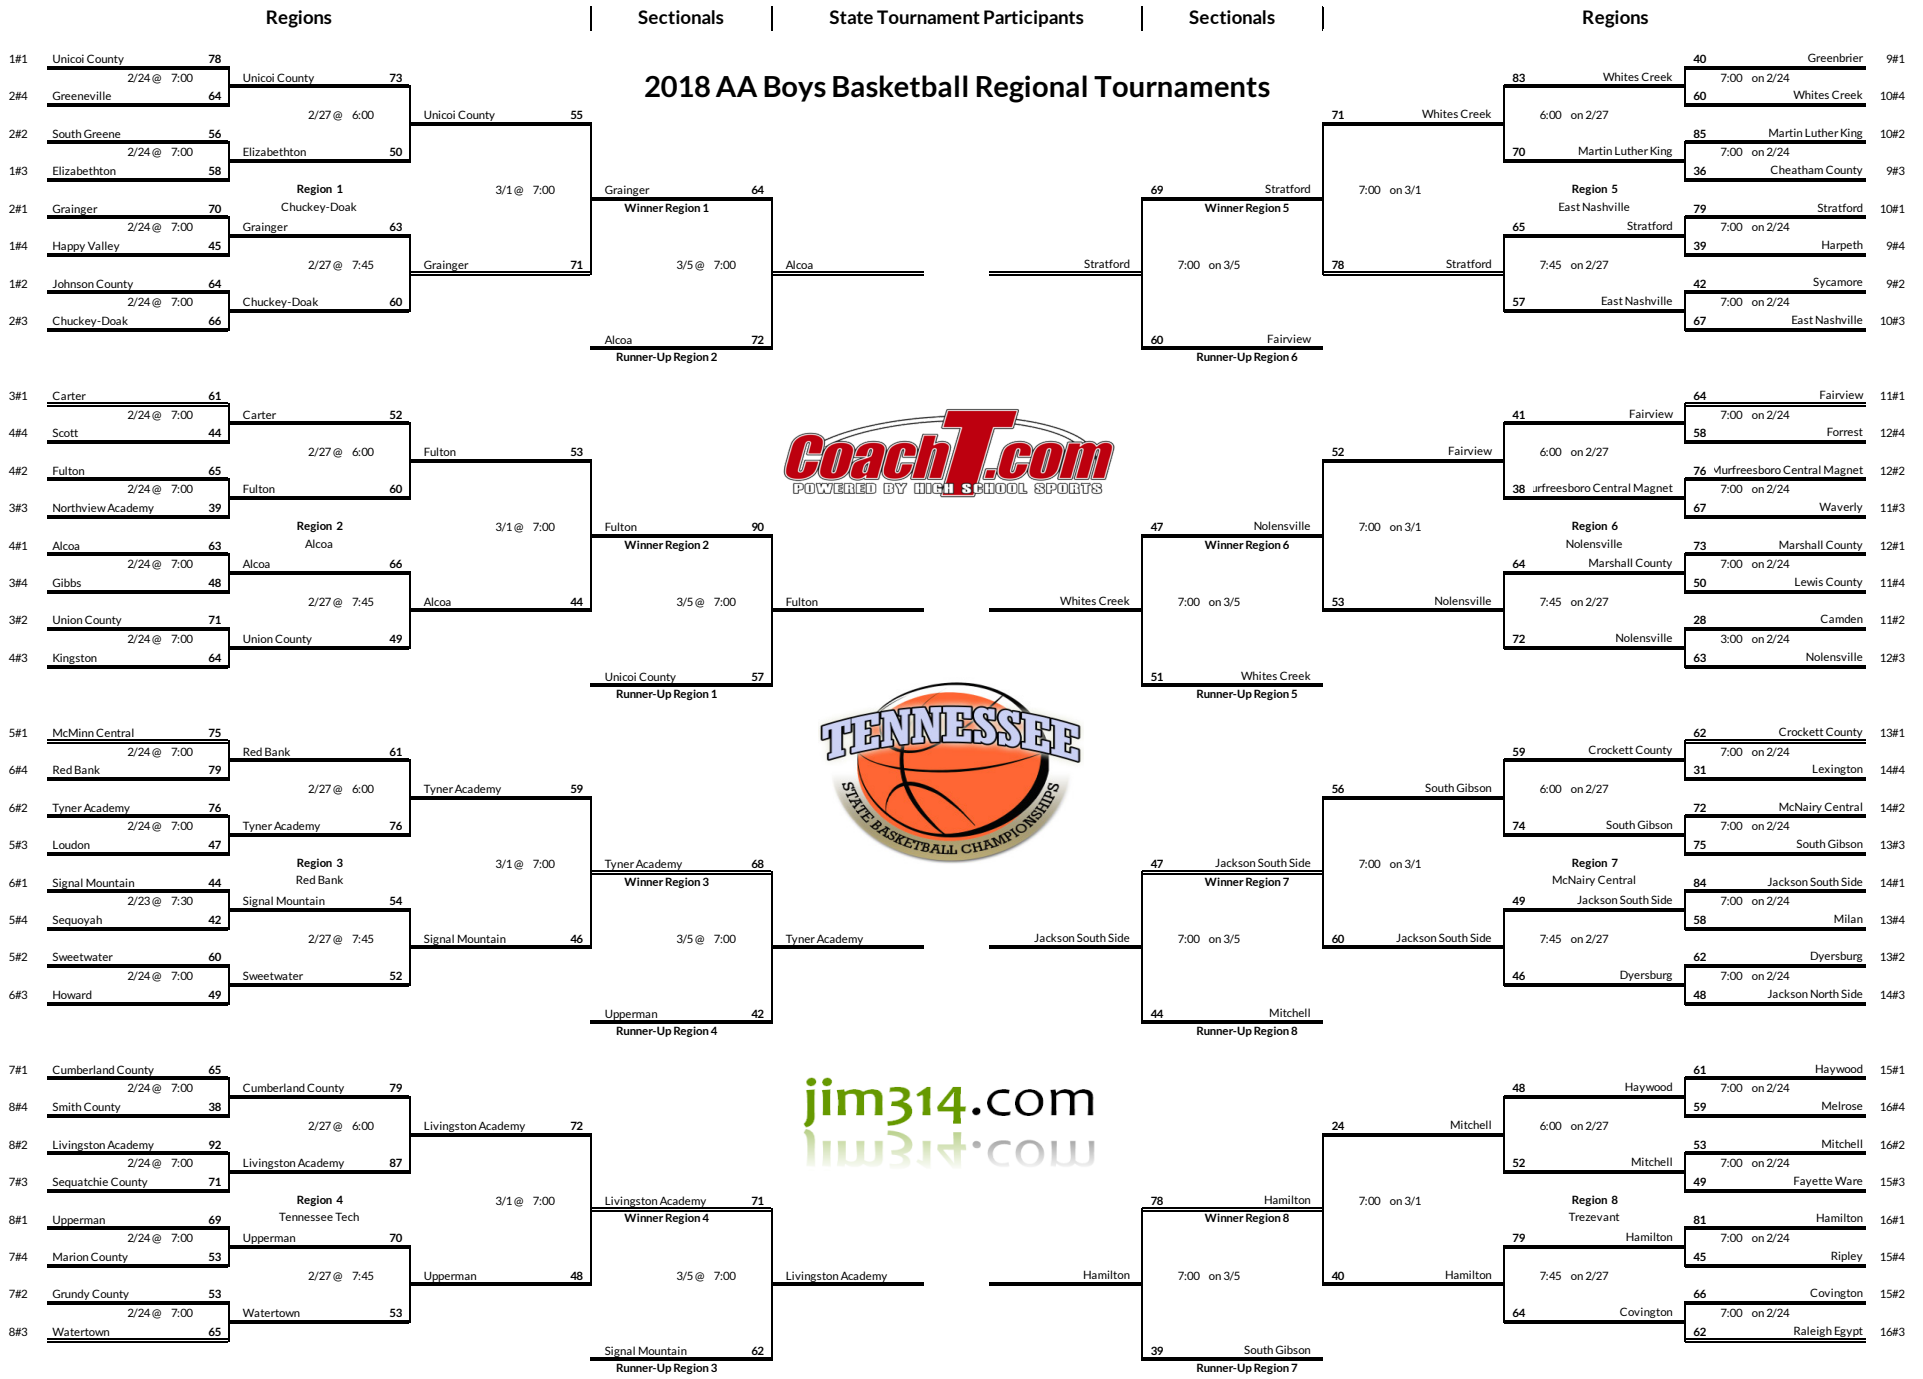 Regions Sectionals State Tournament Participants Sectionals Regions
2018 AA Boys Basketball Regional Tournaments
1#1 Unicoi County 78
2/24 @ 7:00 Unicoi County 73
2#4 Greeneville 64
2/27 @ 6:00 Unicoi County 55
2#2 South Greene 56
2/24 @ 7:00 Elizabethton 50
1#3 Elizabethton 58
Region 1
Chuckey-Doak
3/1 @ 7:00 Grainger 64
Winner Region 1
2#1 Grainger 70
2/24 @ 7:00 Grainger 63
1#4 Happy Valley 45
2/27 @ 7:45 Grainger 71
3/5 @ 7:00 Alcoa
1#2 Johnson County 64
2/24 @ 7:00 Chuckey-Doak 60
2#3 Chuckey-Doak 66
Alcoa 72
Runner-Up Region 2
3#1 Carter 61
2/24 @ 7:00 Carter 52
4#4 Scott 44
2/27 @ 6:00 Fulton 53
4#2 Fulton 65
2/24 @ 7:00 Fulton 60
3#3 Northview Academy 39
Region 2
Alcoa
3/1 @ 7:00 Fulton 90
Winner Region 2
4#1 Alcoa 63
2/24 @ 7:00 Alcoa 66
3#4 Gibbs 48
2/27 @ 7:45 Alcoa 44
3/5 @ 7:00 Fulton
3#2 Union County 71
2/24 @ 7:00 Union County 49
4#3 Kingston 64
Unicoi County 57
Runner-Up Region 1
5#1 McMinn Central 75
2/24 @ 7:00 Red Bank 61
6#4 Red Bank 79
2/27 @ 6:00 Tyner Academy 59
6#2 Tyner Academy 76
2/24 @ 7:00 Tyner Academy 76
5#3 Loudon 47
Region 3
Red Bank
3/1 @ 7:00 Tyner Academy 68
Winner Region 3
6#1 Signal Mountain 44
2/23 @ 7:30 Signal Mountain 54
5#4 Sequoyah 42
2/27 @ 7:45 Signal Mountain 46
3/5 @ 7:00 Tyner Academy
5#2 Sweetwater 60
2/24 @ 7:00 Sweetwater 52
6#3 Howard 49
Upperman 42
Runner-Up Region 4
7#1 Cumberland County 65
2/24 @ 7:00 Cumberland County 79
8#4 Smith County 38
2/27 @ 6:00 Livingston Academy 72
8#2 Livingston Academy 92
2/24 @ 7:00 Livingston Academy 87
7#3 Sequatchie County 71
Region 4
Tennessee Tech
3/1 @ 7:00 Livingston Academy 71
Winner Region 4
8#1 Upperman 69
2/24 @ 7:00 Upperman 70
7#4 Marion County 53
2/27 @ 7:45 Upperman 48
3/5 @ 7:00 Livingston Academy
7#2 Grundy County 53
2/24 @ 7:00 Watertown 53
8#3 Watertown 65
Signal Mountain 62
Runner-Up Region 3
CoachT.com
POWERED BY HIGH SCHOOL SPORTS
TENNESSEE
STATE BASKETBALL CHAMPIONSHIPS
jim314.com
40 Greenbrier 9#1
83 Whites Creek 7:00 on 2/24
60 Whites Creek 10#4
71 Whites Creek 6:00 on 2/27
85 Martin Luther King 10#2
70 Martin Luther King 7:00 on 2/24
36 Cheatham County 9#3
Region 5
East Nashville
69 Stratford 7:00 on 3/1
Winner Region 5
79 Stratford 10#1
65 Stratford 7:00 on 2/24
39 Harpeth 9#4
Stratford 7:00 on 3/5
78 Stratford 7:45 on 2/27
42 Sycamore 9#2
57 East Nashville 7:00 on 2/24
67 East Nashville 10#3
60 Fairview
Runner-Up Region 6
64 Fairview 11#1
41 Fairview 7:00 on 2/24
58 Forrest 12#4
52 Fairview 6:00 on 2/27
76 Murfreesboro Central Magnet 12#2
38 urfreesboro Central Magnet 7:00 on 2/24
67 Waverly 11#3
Region 6
Nolensville
47 Nolensville 7:00 on 3/1
Winner Region 6
73 Marshall County 12#1
64 Marshall County 7:00 on 2/24
50 Lewis County 11#4
Whites Creek 7:00 on 3/5
53 Nolensville 7:45 on 2/27
28 Camden 11#2
72 Nolensville 3:00 on 2/24
63 Nolensville 12#3
51 Whites Creek
Runner-Up Region 5
62 Crockett County 13#1
59 Crockett County 7:00 on 2/24
31 Lexington 14#4
56 South Gibson 6:00 on 2/27
72 McNairy Central 14#2
74 South Gibson 7:00 on 2/24
75 South Gibson 13#3
Region 7
McNairy Central
47 Jackson South Side 7:00 on 3/1
Winner Region 7
84 Jackson South Side 14#1
49 Jackson South Side 7:00 on 2/24
58 Milan 13#4
Jackson South Side 7:00 on 3/5
60 Jackson South Side 7:45 on 2/27
62 Dyersburg 13#2
46 Dyersburg 7:00 on 2/24
48 Jackson North Side 14#3
44 Mitchell
Runner-Up Region 8
61 Haywood 15#1
48 Haywood 7:00 on 2/24
59 Melrose 16#4
24 Mitchell 6:00 on 2/27
53 Mitchell 16#2
52 Mitchell 7:00 on 2/24
49 Fayette Ware 15#3
Region 8
Trezevant
78 Hamilton 7:00 on 3/1
Winner Region 8
81 Hamilton 16#1
79 Hamilton 7:00 on 2/24
45 Ripley 15#4
Hamilton 7:00 on 3/5
40 Hamilton 7:45 on 2/27
66 Covington 15#2
64 Covington 7:00 on 2/24
62 Raleigh Egypt 16#3
39 South Gibson
Runner-Up Region 7